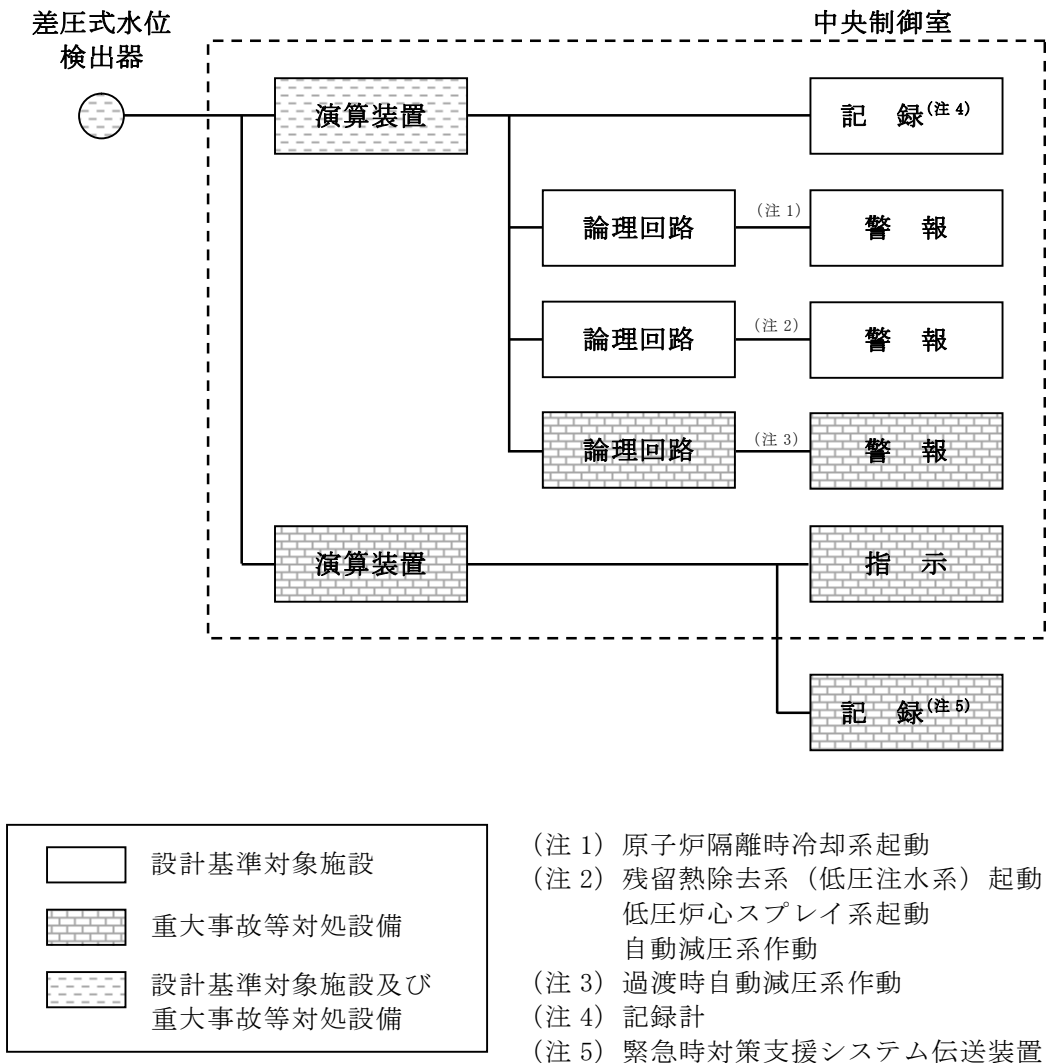 差圧式水位
検出器
中央制御室
演算装置
記 録(注 4)
論理回路
(注 1)
警 報
論理回路
(注 2)
警 報
論理回路
(注 3)
警 報
演算装置
指 示
記 録(注 5)
設計基準対象施設
重大事故等対処設備
設計基準対象施設及び
重大事故等対処設備
(注 1) 原子炉隔離時冷却系起動
(注 2) 残留熱除去系(低圧注水系)起動
低圧炉心スプレイ系起動
自動減圧系作動
(注 3) 過渡時自動減圧系作動
(注 4) 記録計
(注 5) 緊急時対策支援システム伝送装置